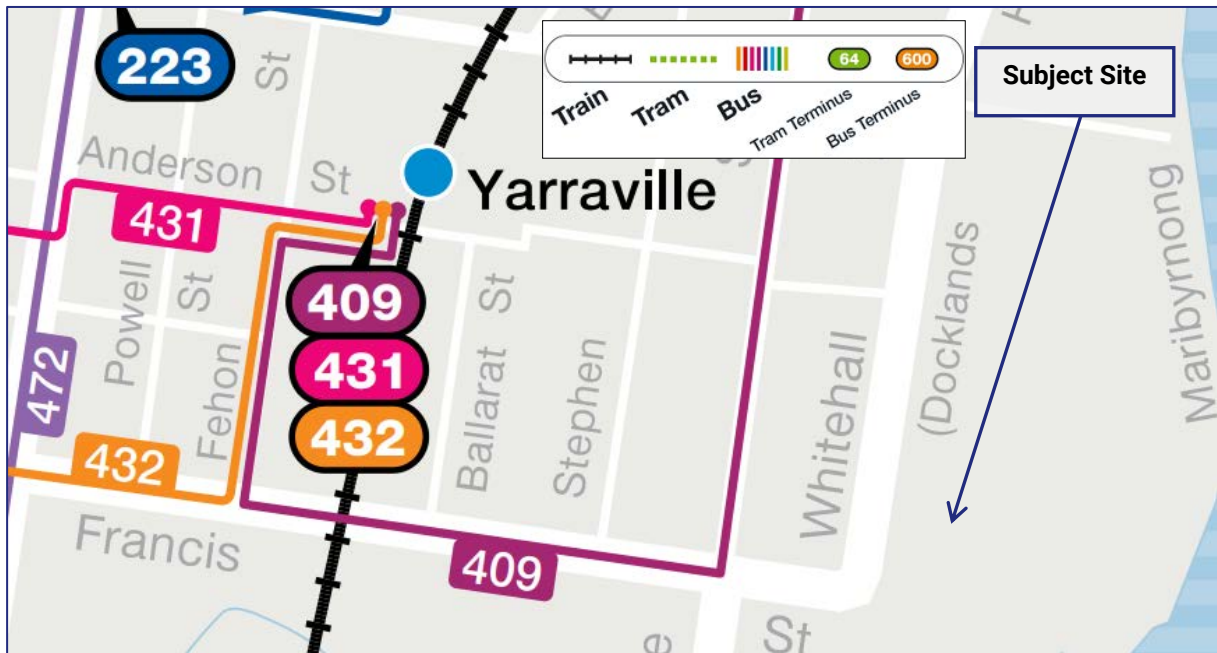 223
St
Anderson St
431
Yarraville
Train
Tram
Bus
64
Tram Terminus
600
Bus Terminus
Subject Site
409
431
432
472
Powell
St
Fehon
432
Ballarat St
Stephen
Whitehall
(Docklands
Maribyrnong
Francis
409
St